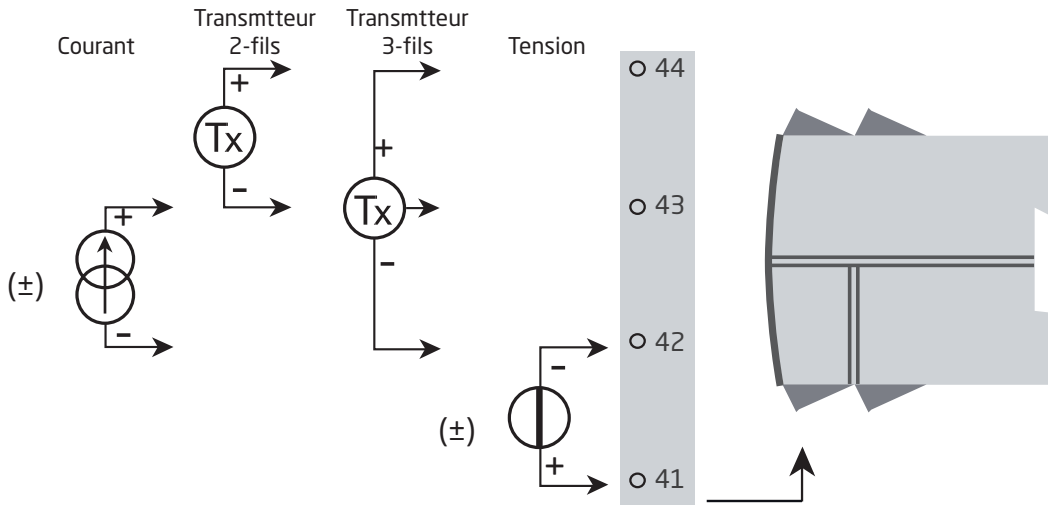 Courant
Transmtteur
2-fils
Transmtteur
3-fils
Tension
+
Tx
-
+
Tx
-
+
-
(±)
-
+
(±)
44
43
42
41